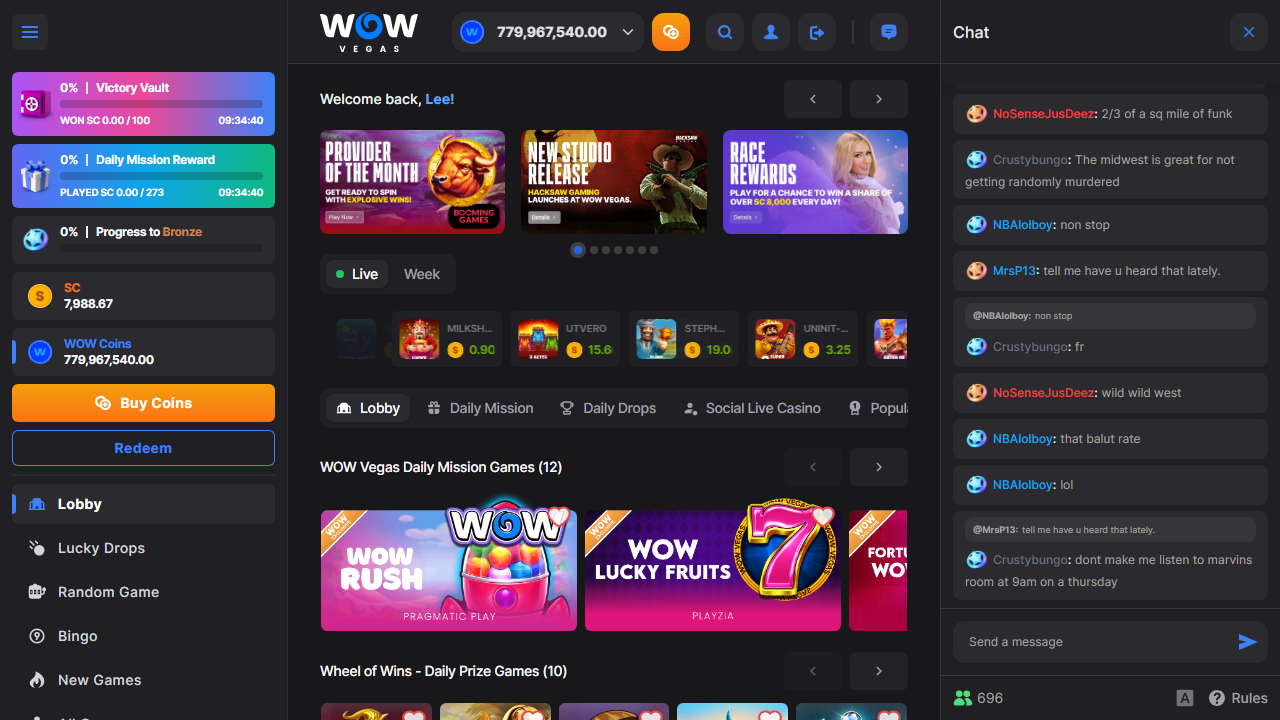 0% | Victory Vault
WON SC 0.00 / 100 09:34:40
0% | Daily Mission Reward
PLAYED SC 0.00 / 273 09:34:40
0% | Progress to Bronze
S
SC
7,988.67
W
WOW Coins
779,967,540.00
Buy Coins
Redeem
Lobby
Lucky Drops
Random Game
Bingo
New Games
WOW
VEGAS
W 779,967,540.00
Welcome back, Lee!
PROVIDER
OF THE MONTH
GET READY TO SPIN
WITH EXPLOSIVE WINS!
Play Now
BOOMING
GAMES
HACKSAW
NEW STUDIO
RELEASE
HACKSAW GAMING
LAUNCHES AT WOW VEGAS.
Details
RACE
REWARDS
PLAY FOR A CHANCE TO WIN A SHARE OF
OVER SC 8,000 EVERY DAY!
Details
Live Week
MILKSH...
S 0.90
UTVERO
S 15.6
STEPH...
S 19.0
UNINIT-...
S 3.25
Lobby Daily Mission Daily Drops Social Live Casino Popul
WOW Vegas Daily Mission Games (12)
WOW
WOW
RUSH
PRAGMATIC PLAY
WOW
WOW
LUCKY FRUITS
7
PLAYZIA
WOW
FORTU
WO
Wheel of Wins - Daily Prize Games (10)
Chat
NoSenseJusDeez: 2/3 of a sq mile of funk
Crustybungo: The midwest is great for not
getting randomly murdered
NBAlolboy: non stop
MrsP13: tell me have u heard that lately.
@NBAlolboy: non stop
Crustybungo: fr
NoSenseJusDeez: wild wild west
NBAlolboy: that balut rate
NBAlolboy: lol
@MrsP13: tell me have u heard that lately.
Crustybungo: dont make me listen to marvins
room at 9am on a thursday
Send a message
696 A ? Rules